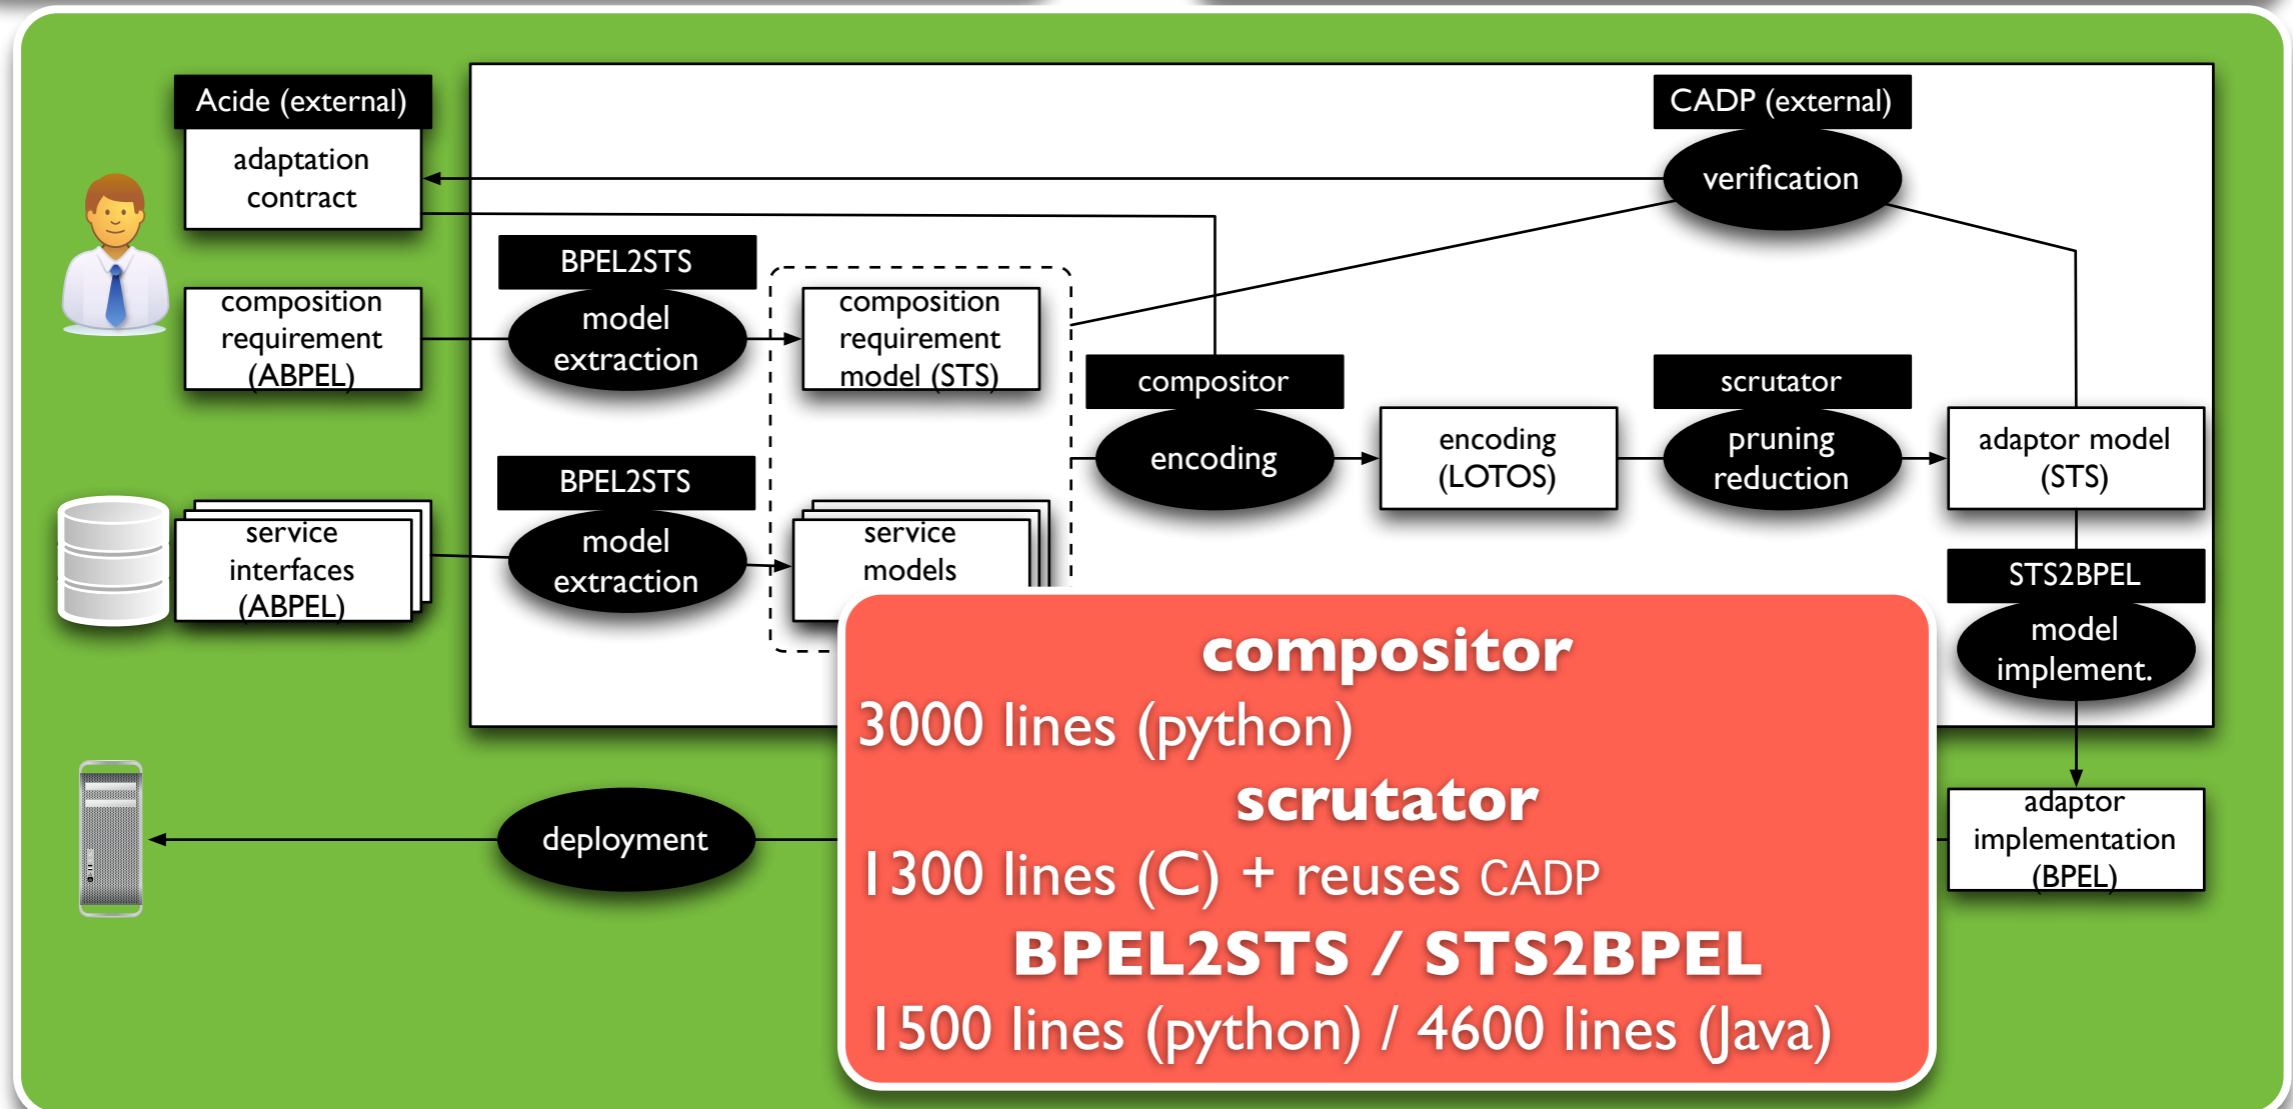 Acide (external)
adaptation
contract
CADP (external)
verification
BPEL2STS
composition
requirement
(ABPEL)
model
extraction
composition
requirement
model (STS)
compositor
encoding
encoding
(LOTOS)
scrutator
pruning
reduction
adaptor model
(STS)
BPEL2STS
service
interfaces
(ABPEL)
model
extraction
service
models
STS2BPEL
model
implement.
deployment
adaptor
implementation
(BPEL)
compositor
3000 lines (python)
scrutator
1300 lines (C) + reuses CADP
BPEL2STS / STS2BPEL
1500 lines (python) / 4600 lines (Java)